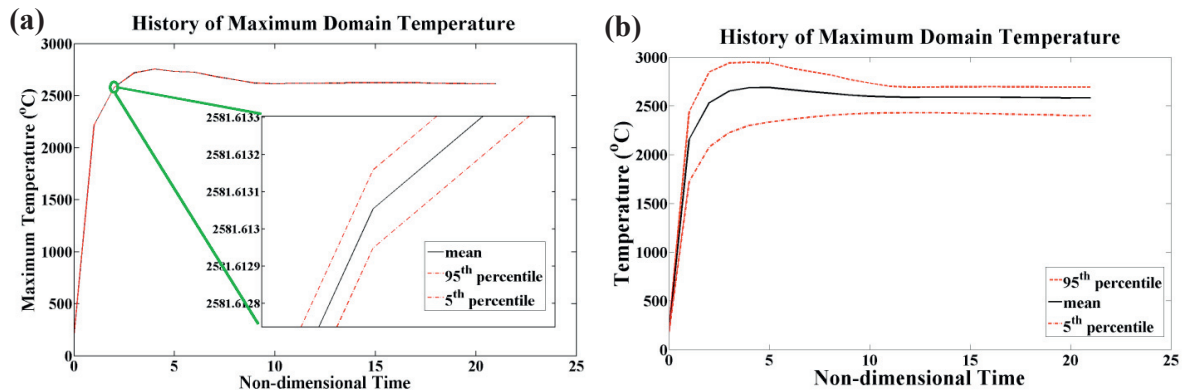 (a)
History of Maximum Domain Temperature
Maximum Temperature (°C)
3000
2500
2000
1500
1000
500
0
0 5 10 15 20 25
Non-dimensional Time
2581.6133
2581.6132
2581.6131
2581.613
2581.6129
2581.6128
mean
95th percentile
5th percentile
(b)
History of Maximum Domain Temperature
Temperature (°C)
3000
2500
2000
1500
1000
500
0
0 5 10 15 20 25
Non-dimensional Time
95th percentile
mean
5th percentile